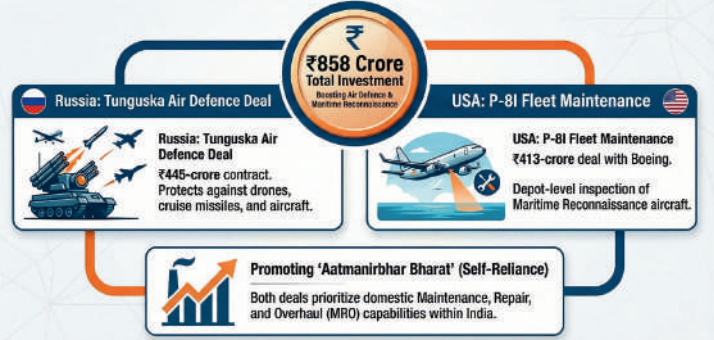 ₹
₹858 Crore
Total Investment
Boosting Air Defence &
Maritime Reconnaissance
Russia: Tunguska Air Defence Deal
Russia: Tunguska Air
Defence Deal
₹445-crore contract.
Protects against drones,
cruise missiles, and aircraft.
USA: P-8I Fleet Maintenance
USA: P-8I Fleet Maintenance
₹413-crore deal with Boeing.
Depot-level inspection of
Maritime Reconnaissance aircraft.
Promoting ‘Aatmanirbhar Bharat’ (Self-Reliance)
Both deals prioritize domestic Maintenance, Repair,
and Overhaul (MRO) capabilities within India.